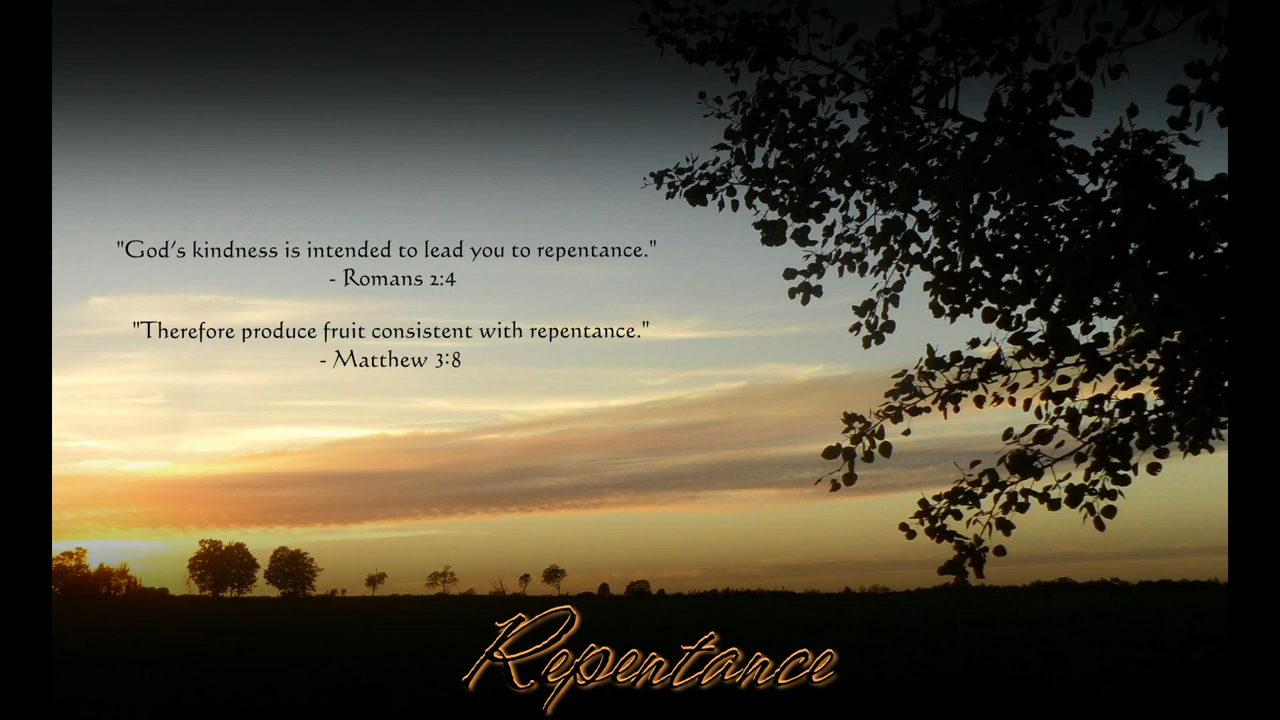 "God's kindness is intended to lead you to repentance."
- Romans 2:4
"Therefore produce fruit consistent with repentance."
- Matthew 3:8
Repentance